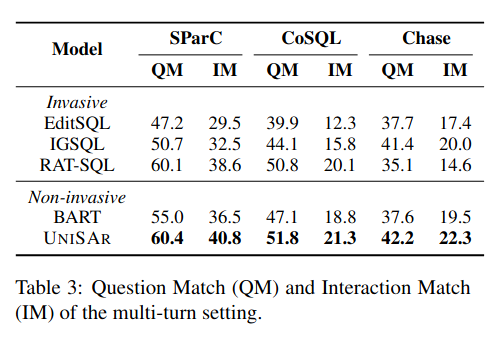 Model SParC CoSQL Chase
QM IM QM IM QM IM
Invasive
EditSQL 47.2 29.5 39.9 12.3 37.7 17.4
IGSQL 50.7 32.5 44.1 15.8 41.4 20.0
RAT-SQL 60.1 38.6 50.8 20.1 35.1 14.6
Non-invasive
BART 55.0 36.5 47.1 18.8 37.6 19.5
UNISAR 60.4 40.8 51.8 21.3 42.2 22.3
Table 3: Question Match (QM) and Interaction Match
(IM) of the multi-turn setting.